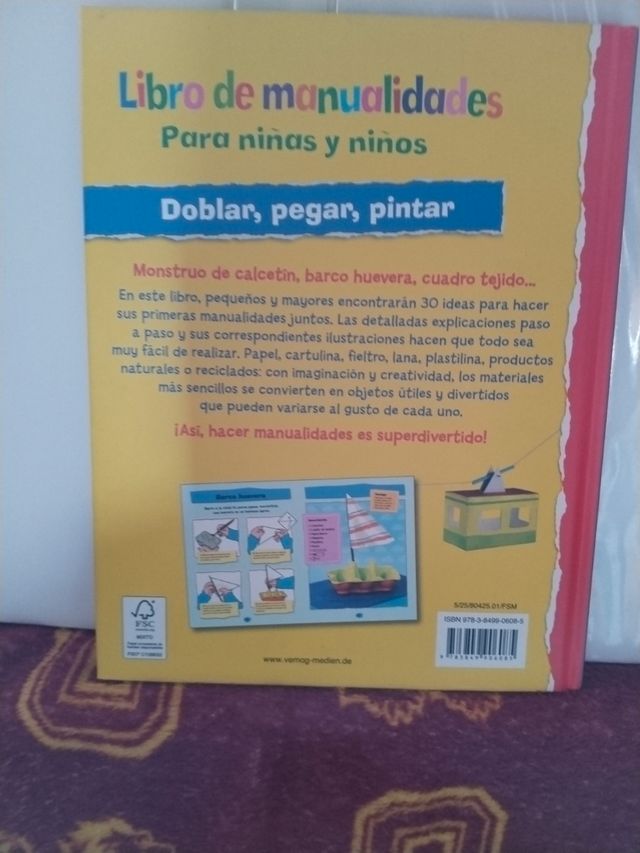 Libro de manualidades
Para niñas y niños
Doblar, pegar, pintar
Monstruo de calcetín, barco huevera, cuadro tejido...
En este libro, pequeños y mayores encontrarán 30 ideas para hacer
sus primeras manualidades juntos. Las detalladas explicaciones paso
a paso y sus correspondientes ilustraciones hacen que todo sea
muy fácil de realizar. Papel, cartulina, fieltro, lana, plastilina, productos
naturales o reciclados: con imaginación y creatividad, los materiales
más sencillos se convierten en objetos útiles y divertidos
que pueden variarse al gusto de cada uno.
¡Así, hacer manualidades es superdivertido!
Barco huevera
5/25/80425.01/FSM
ISBN 978-3-8499-0608-5
FSC
MIXTO
www.vemag-medien.de